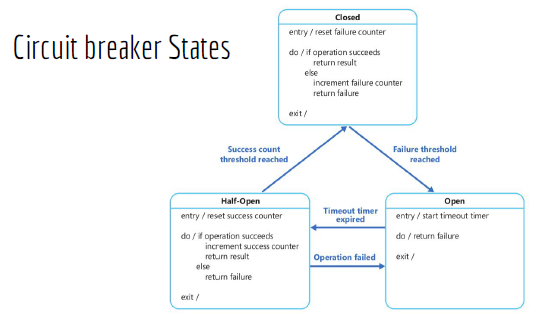 Circuit breaker States
Closed
entry / reset failure counter
do / if operation succeeds
return result
else
increment failure counter
return failure
exit /
Success count
threshold reached
Failure threshold
reached
Half-Open
entry / reset success counter
do / if operation succeeds
increment success counter
return result
else
return failure
exit /
Timeout timer
expired
Operation failed
Open
entry / start timeout timer
do / return failure
exit /